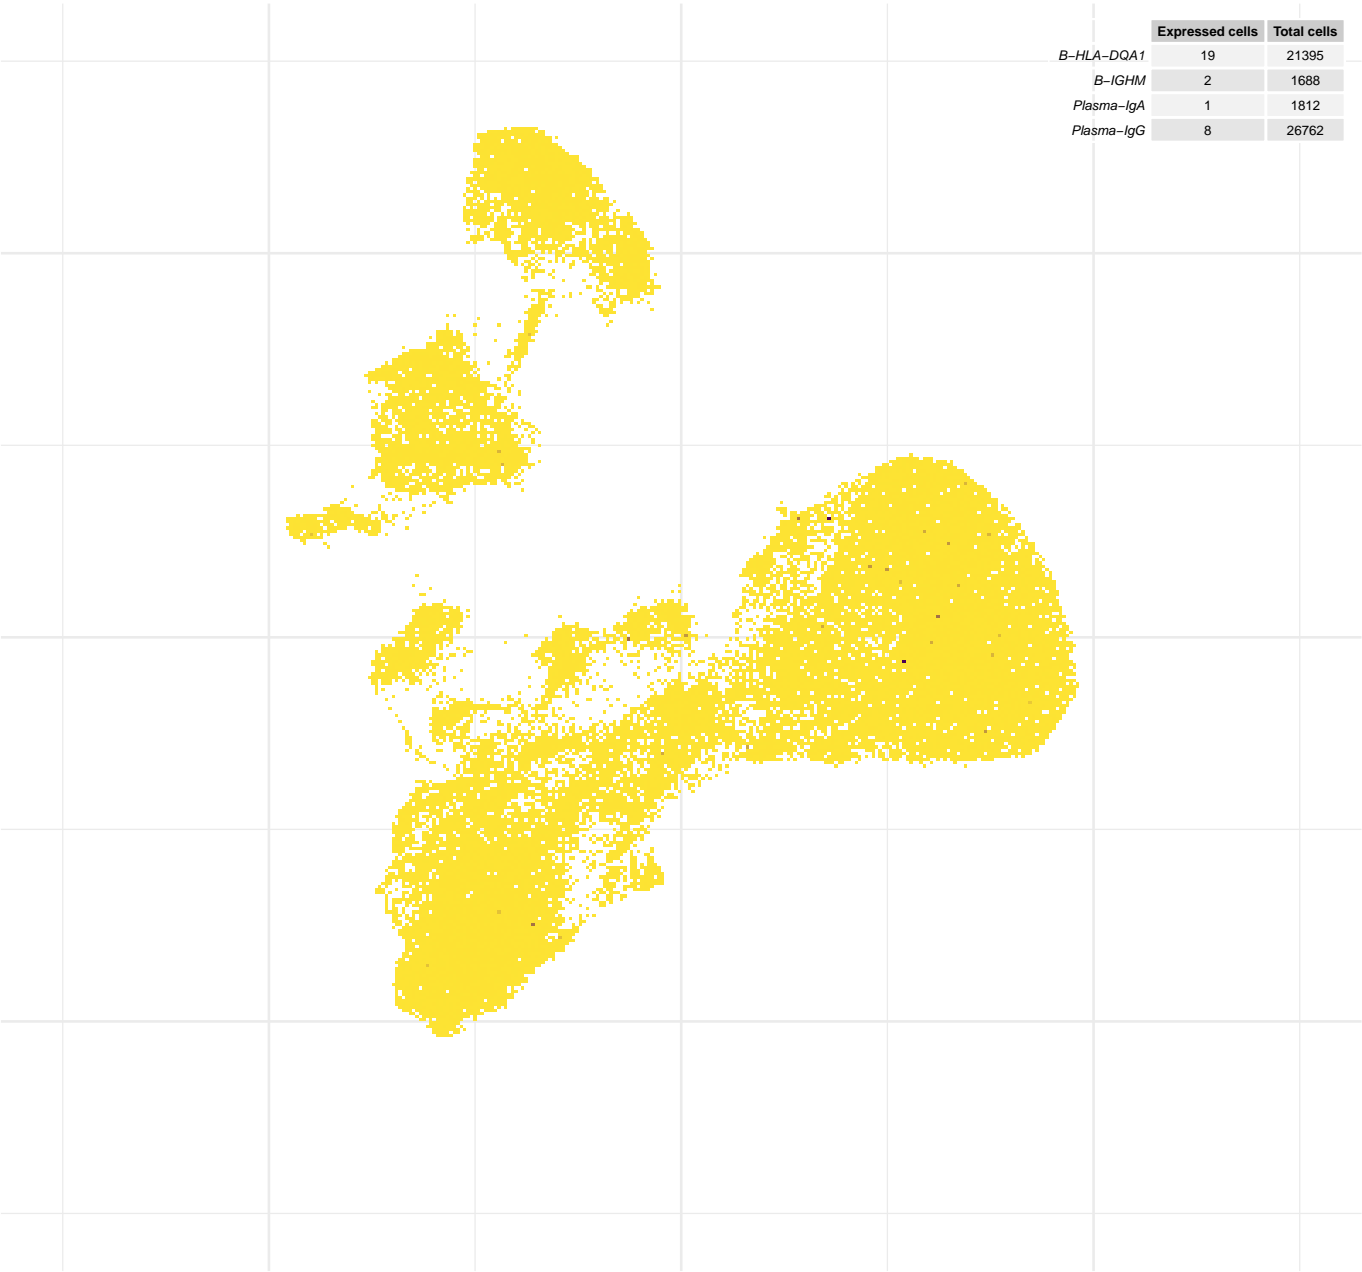 Expressed cells Total cells
B−HLA−DQA1 19 21395
B−IGHM 2 1688
Plasma−IgA 1 1812
Plasma−IgG 8 26762